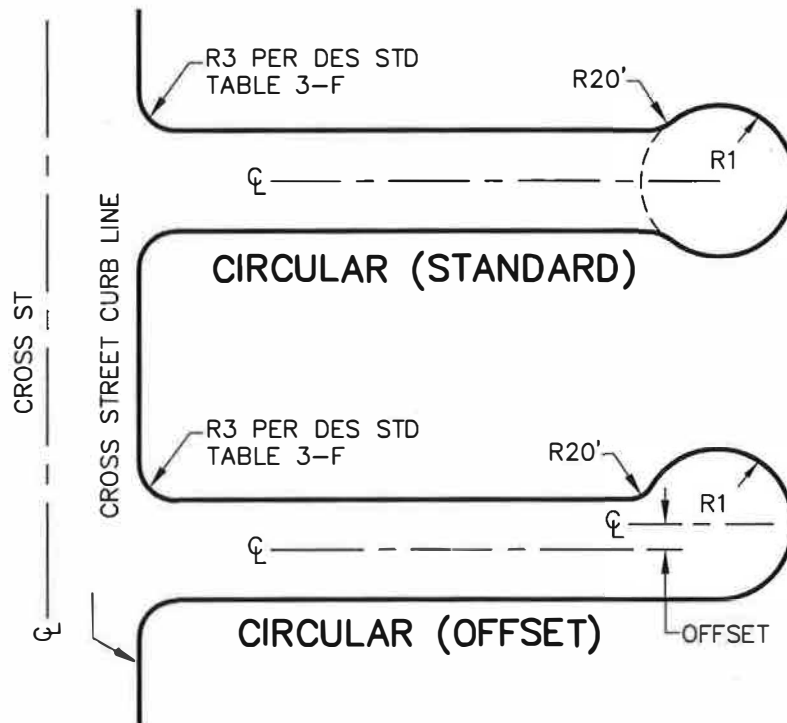 R3 PER DES STD
TABLE 3-F
R20'
R1
℄
CIRCULAR (STANDARD)
CROSS ST
℄
CROSS STREET CURB LINE
R3 PER DES STD
TABLE 3-F
R20'
R1
℄
℄
CIRCULAR (OFFSET)
OFFSET